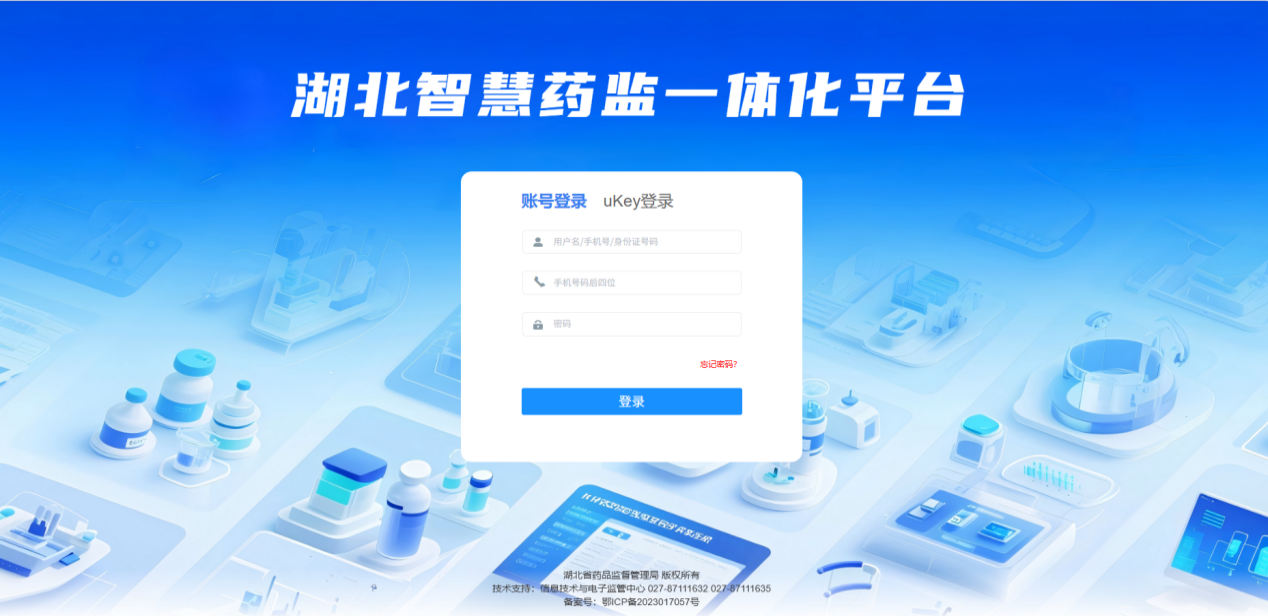 湖北智慧药监一体化平台
账号登录 uKey登录
用户名/手机号/身份证号码
手机号码后四位
密码
忘记密码?
登录
湖北省药品监督管理局 版权所有
技术支持：信息技术与电子监管中心 027-87111632 027-87111635
备案号：鄂ICP备2023017057号